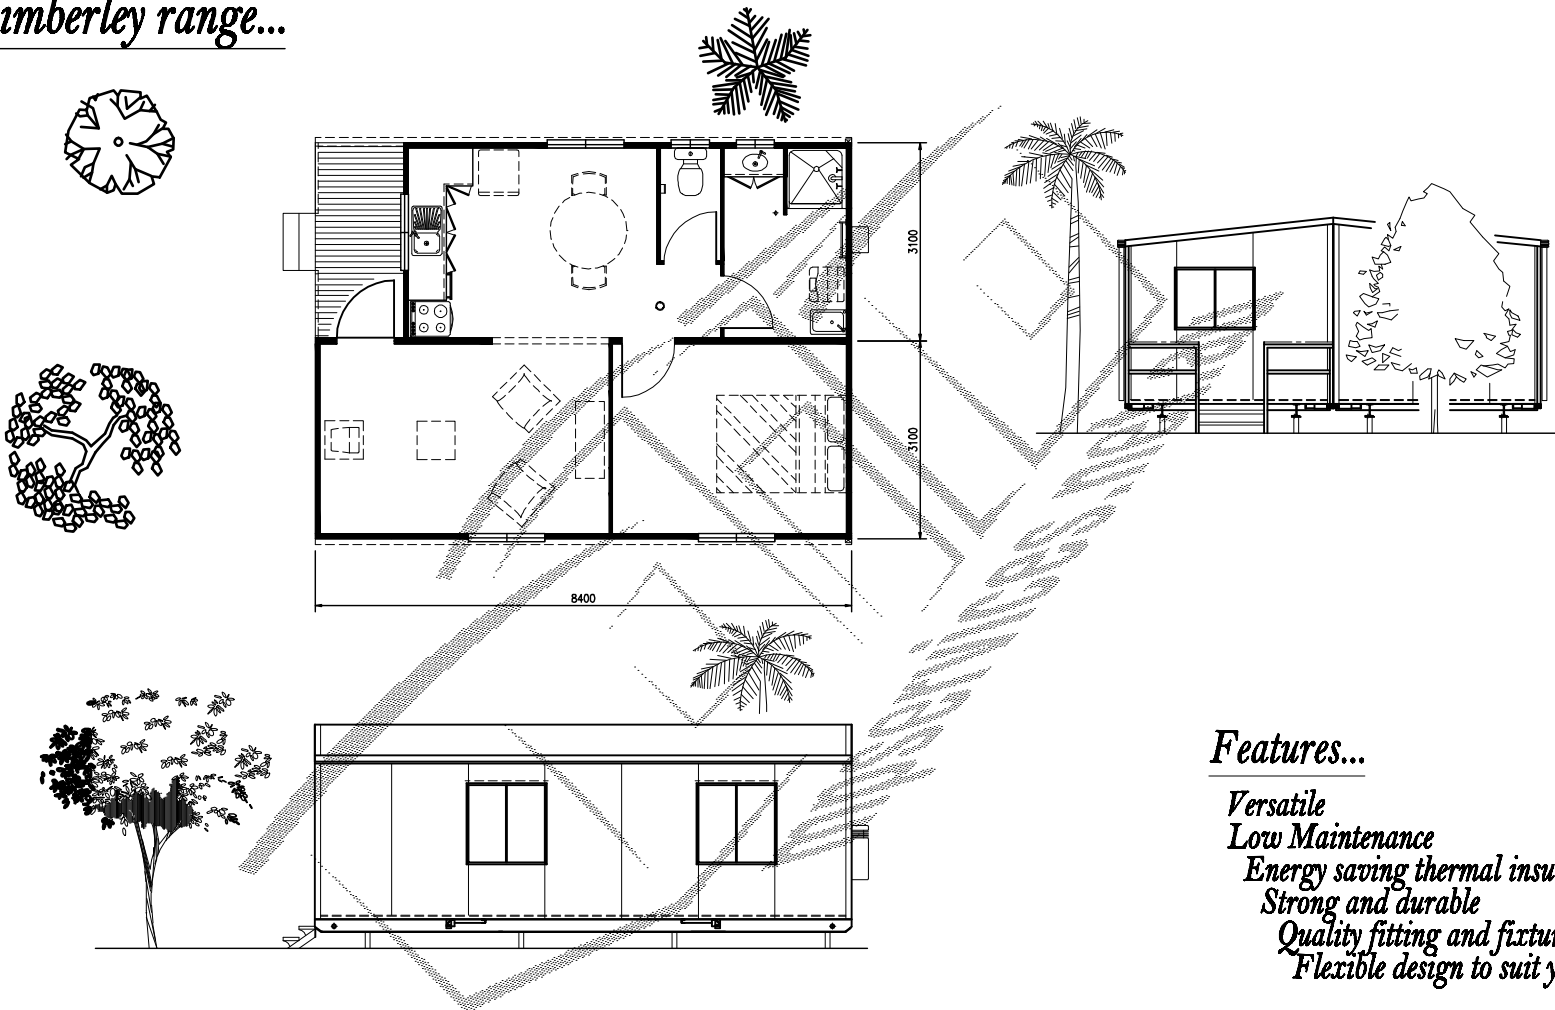 imberley range...
3100
3100
8400
Features...
Versatile
Low Maintenance
Energy saving thermal insu
Strong and durable
Quality fitting and fixtu
Flexible design to suit y